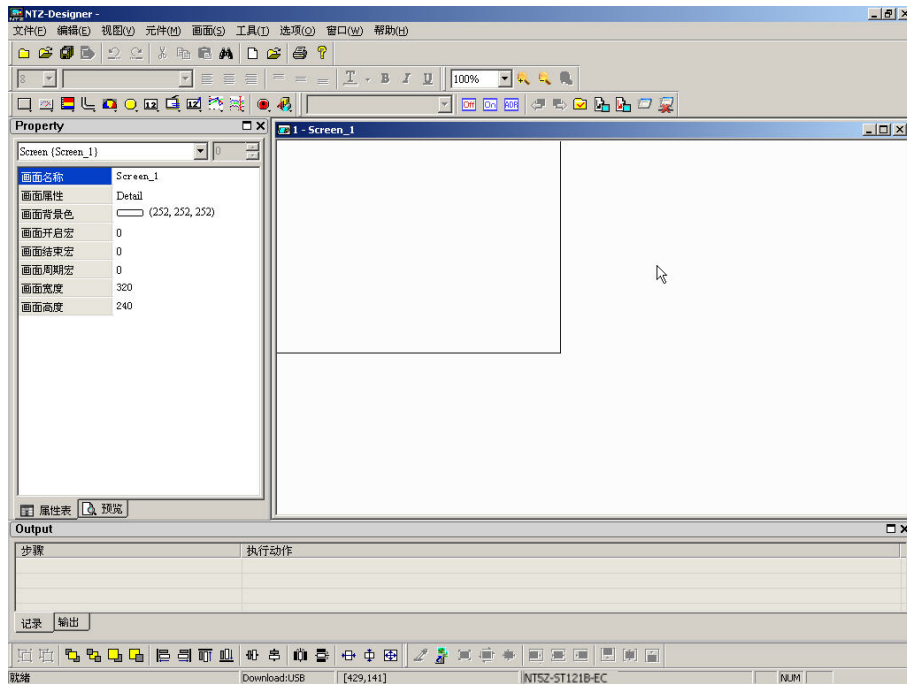 NTZ-Designer -
文件(F) 编辑(E) 视图(V) 元件(M) 画面(S) 工具(T) 选项(O) 窗口(W) 帮助(H)
8 T B I U 100%
Off On ADR
Property
1 - Screen_1
Screen {Screen_1} 0
画面名称 Screen_1
画面属性 Detail
画面背景色 (252, 252, 252)
画面开启宏 0
画面结束宏 0
画面周期宏 0
画面宽度 320
画面高度 240
属性表 预览
Output
步骤 执行动作
记录 输出
就绪 Download:USB [429,141] NT5Z-ST121B-EC NUM